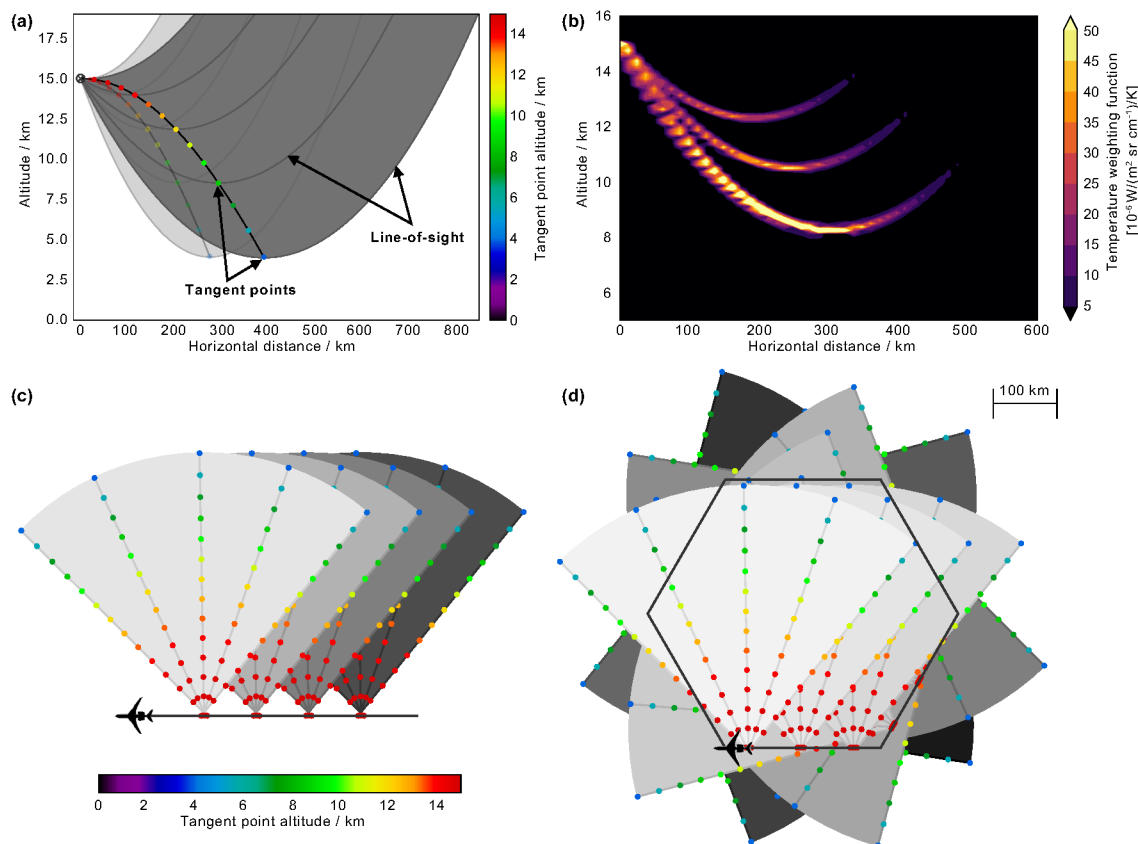 (a)
17.5
15.0
12.5
10.0
7.5
5.0
2.5
0.0
Altitude / km
0 100 200 300 400 500 600 700 800
Horizontal distance / km
Line-of-sight
Tangent points
14
12
10
8
6
4
2
0
Tangent point altitude / km
(b)
16
14
12
10
8
6
Altitude / km
0 100 200 300 400 500 600
Horizontal distance / km
50
45
40
35
30
25
20
15
10
5
Temperature weighting function
[10⁻⁶ W/(m² sr cm⁻¹)/K]
(c)
0 2 4 6 8 10 12 14
Tangent point altitude / km
(d)
100 km